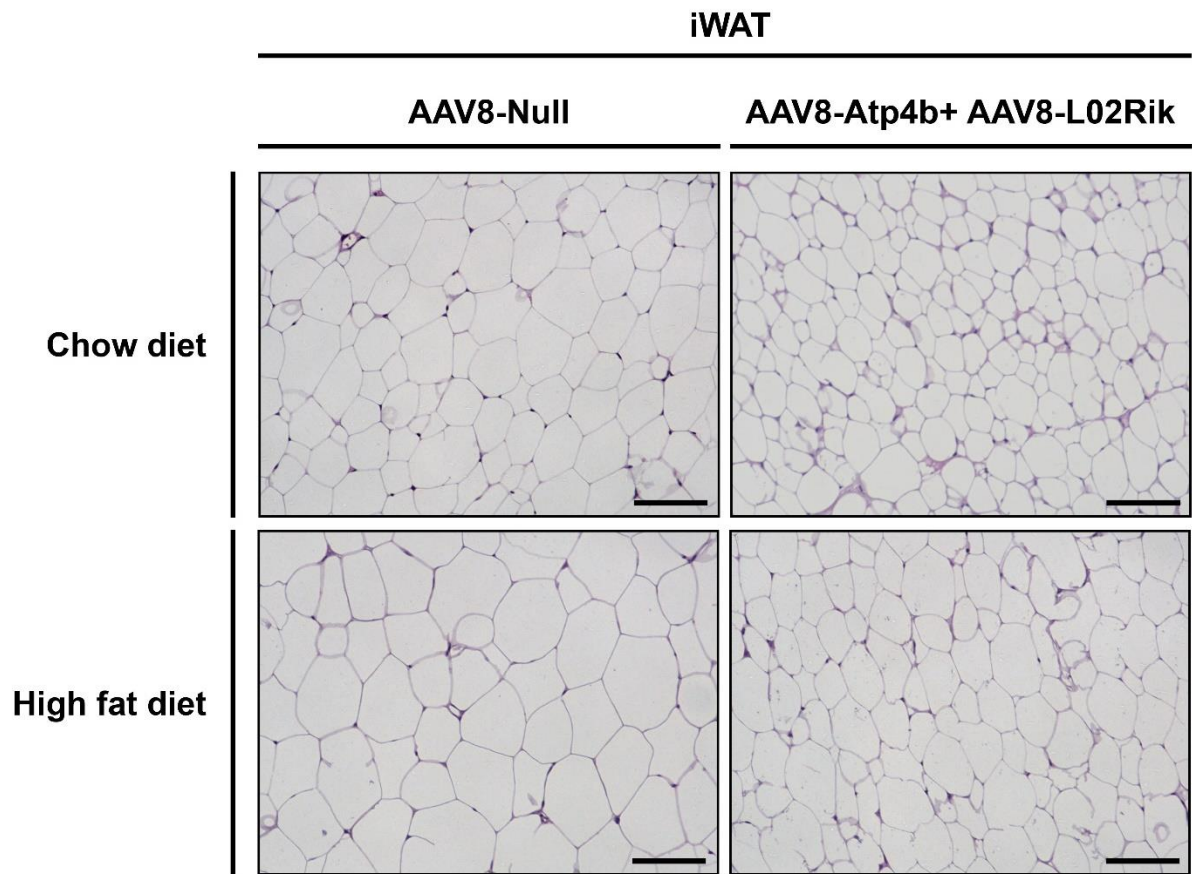 iWAT
AAV8-Null
AAV8-Atp4b+ AAV8-L02Rik
Chow diet
High fat diet